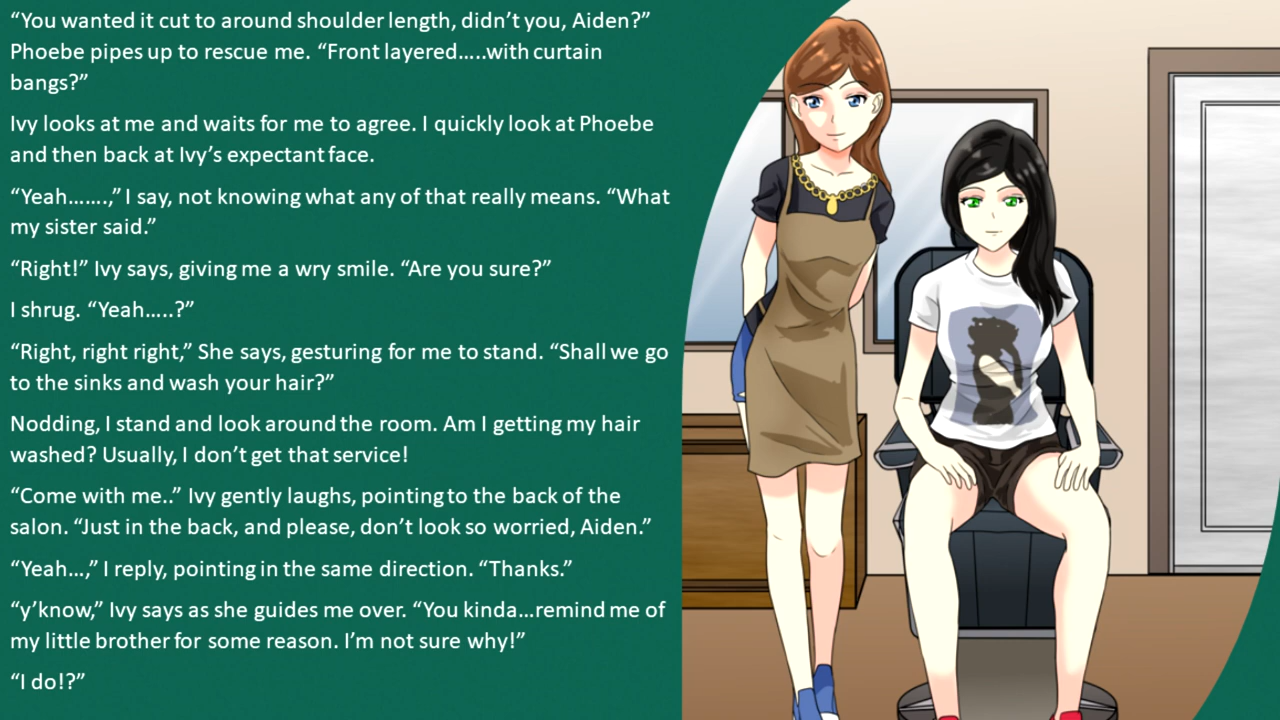 “You wanted it cut to around shoulder length, didn’t you, Aiden?”
Phoebe pipes up to rescue me. “Front layered.....with curtain
bangs?”
Ivy looks at me and waits for me to agree. I quickly look at Phoebe
and then back at Ivy’s expectant face.
“Yeah.......,” I say, not knowing what any of that really means. “What
my sister said.”
“Right!” Ivy says, giving me a wry smile. “Are you sure?”
I shrug. “Yeah.....?”
“Right, right right,” She says, gesturing for me to stand. “Shall we go
to the sinks and wash your hair?”
Nodding, I stand and look around the room. Am I getting my hair
washed? Usually, I don’t get that service!
“Come with me..” Ivy gently laughs, pointing to the back of the
salon. “Just in the back, and please, don’t look so worried, Aiden.”
“Yeah...,” I reply, pointing in the same direction. “Thanks.”
“y’know,” Ivy says as she guides me over. “You kinda...remind me of
my little brother for some reason. I’m not sure why!”
“I do!?”